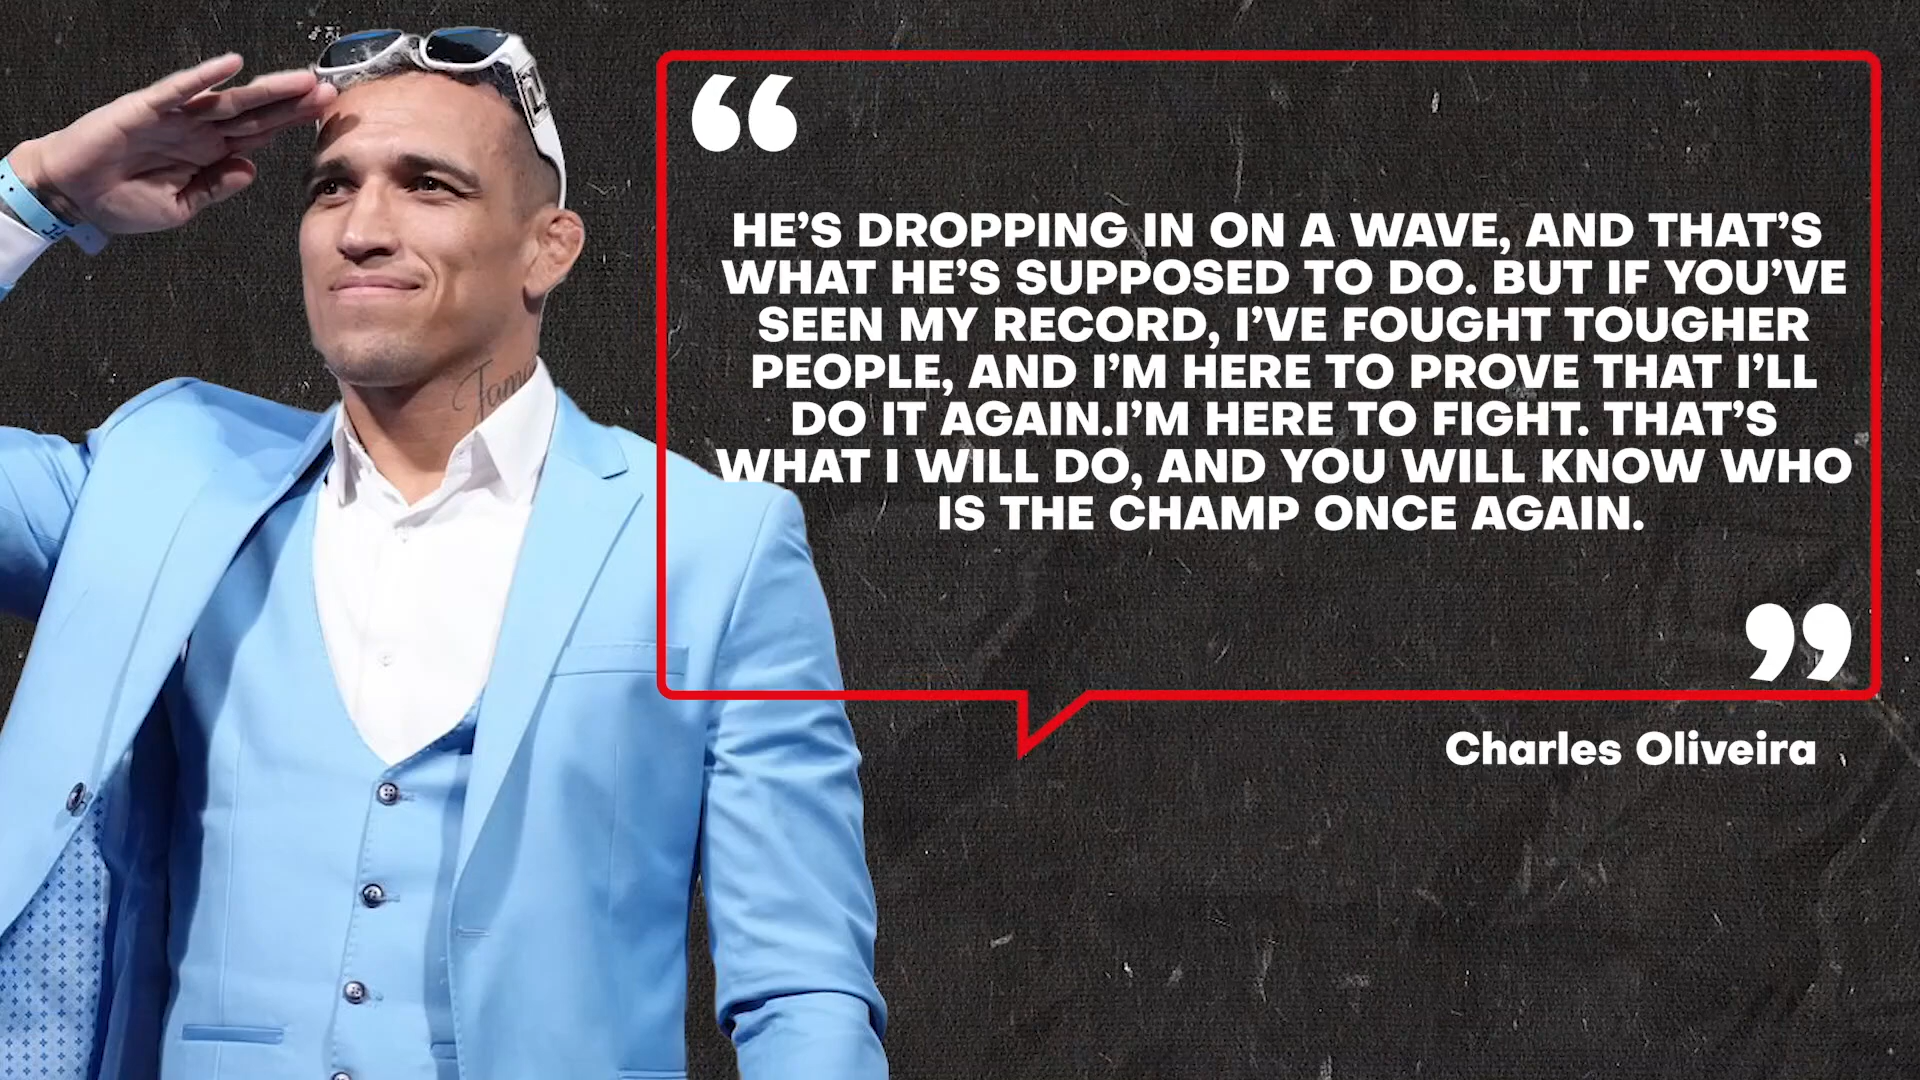 “
HE’S DROPPING IN ON A WAVE, AND THAT’S
WHAT HE’S SUPPOSED TO DO. BUT IF YOU’VE
SEEN MY RECORD, I’VE FOUGHT TOUGHER
PEOPLE, AND I’M HERE TO PROVE THAT I’LL
DO IT AGAIN.I’M HERE TO FIGHT. THAT’S
WHAT I WILL DO, AND YOU WILL KNOW WHO
IS THE CHAMP ONCE AGAIN.
”
Charles Oliveira